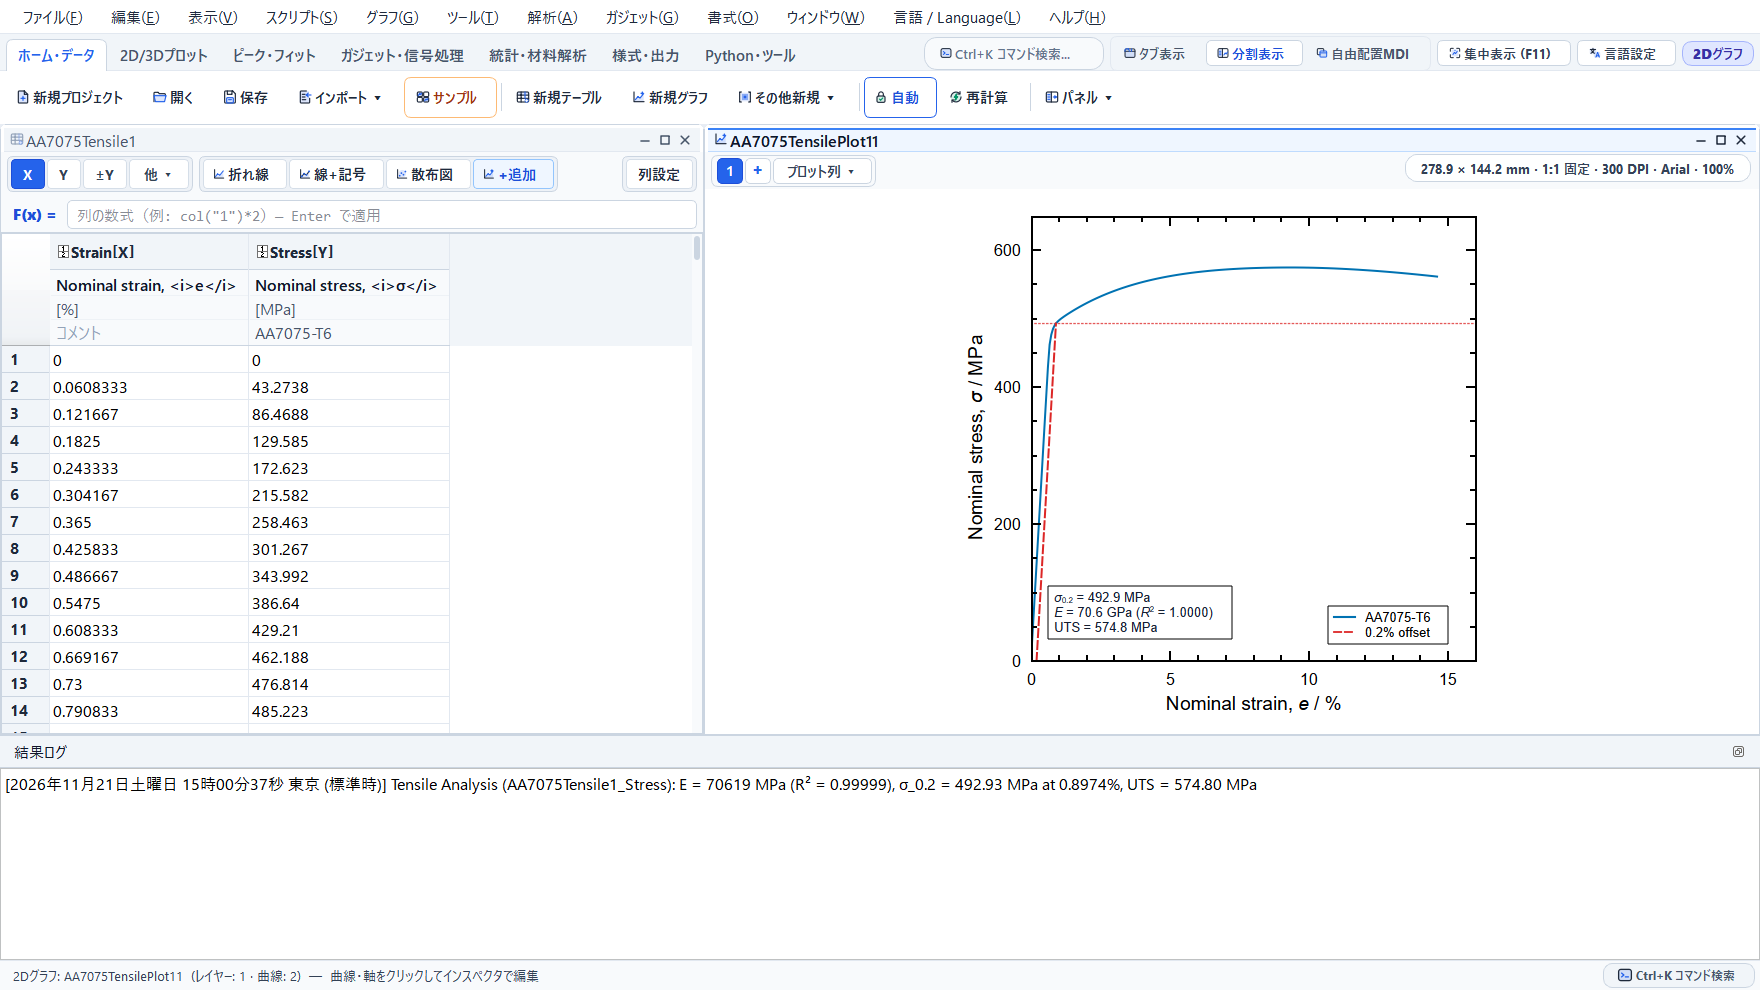 ファイル(F) 編集(E) 表示(V) スクリプト(S) グラフ(G) ツール(T) 解析(A) ガジェット(G) 書式(O) ウィンドウ(W) 言語 / Language(L) ヘルプ(H)
ホーム・データ 2D/3Dプロット ピーク・フィット ガジェット・信号処理 統計・材料解析 様式・出力 Python・ツール Ctrl+K コマンド検索... タブ表示 分割表示 自由配置MDI 集中表示 (F11) 言語設定 2Dグラフ
新規プロジェクト 開く 保存 インポート サンプル 新規テーブル 新規グラフ その他新規 自動 再計算 パネル
AA7075Tensile1
X Y ±Y 他 折れ線 線+記号 散布図 +追加 列設定
F(x) = 列の数式 (例: col("1")*2) — Enter で適用
Strain[X] Stress[Y]
Nominal strain, <i>e</i> Nominal stress, <i>σ</i>
[%] [MPa]
コメント AA7075-T6
1 0 0
2 0.0608333 43.2738
3 0.121667 86.4688
4 0.1825 129.585
5 0.243333 172.623
6 0.304167 215.582
7 0.365 258.463
8 0.425833 301.267
9 0.486667 343.992
10 0.5475 386.64
11 0.608333 429.21
12 0.669167 462.188
13 0.73 476.814
14 0.790833 485.223
AA7075TensilePlot11
1 + プロット列 278.9 × 144.2 mm · 1:1 固定 · 300 DPI · Arial · 100%
600
400
200
0
Nominal stress, σ / MPa
σ0.2 = 492.9 MPa
E = 70.6 GPa (R² = 1.0000)
UTS = 574.8 MPa
AA7075-T6
0.2% offset
0 5 10 15
Nominal strain, e / %
結果ログ
[2026年11月21日土曜日 15時00分37秒 東京 (標準時)] Tensile Analysis (AA7075Tensile1_Stress): E = 70619 MPa (R² = 0.99999), σ_0.2 = 492.93 MPa at 0.8974%, UTS = 574.80 MPa
2Dグラフ: AA7075TensilePlot11 (レイヤー: 1 · 曲線: 2) — 曲線・軸をクリックしてインスペクタで編集 Ctrl+K コマンド検索